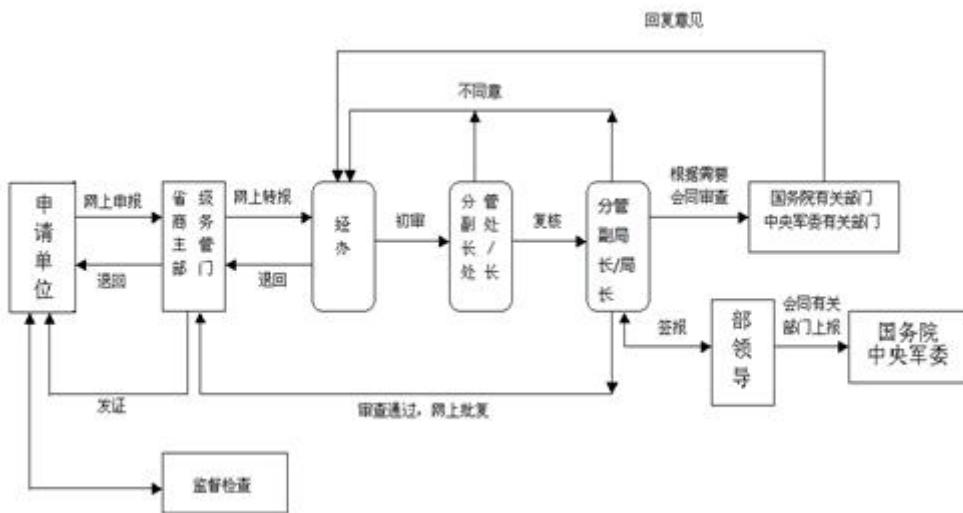 回复意见
不同意
根据需要
会同审查
国务院有关部门
中央军委有关部门
申请单位
网上申报
退回
省级
商务
主管
部门
网上转报
退回
经办
初审
分管
副处
长/
处长
复核
分管
副局
长/局
长
签报
部领导
会同有关
部门上报
国务院
中央军委
发证
审查通过，网上批复
监督检查